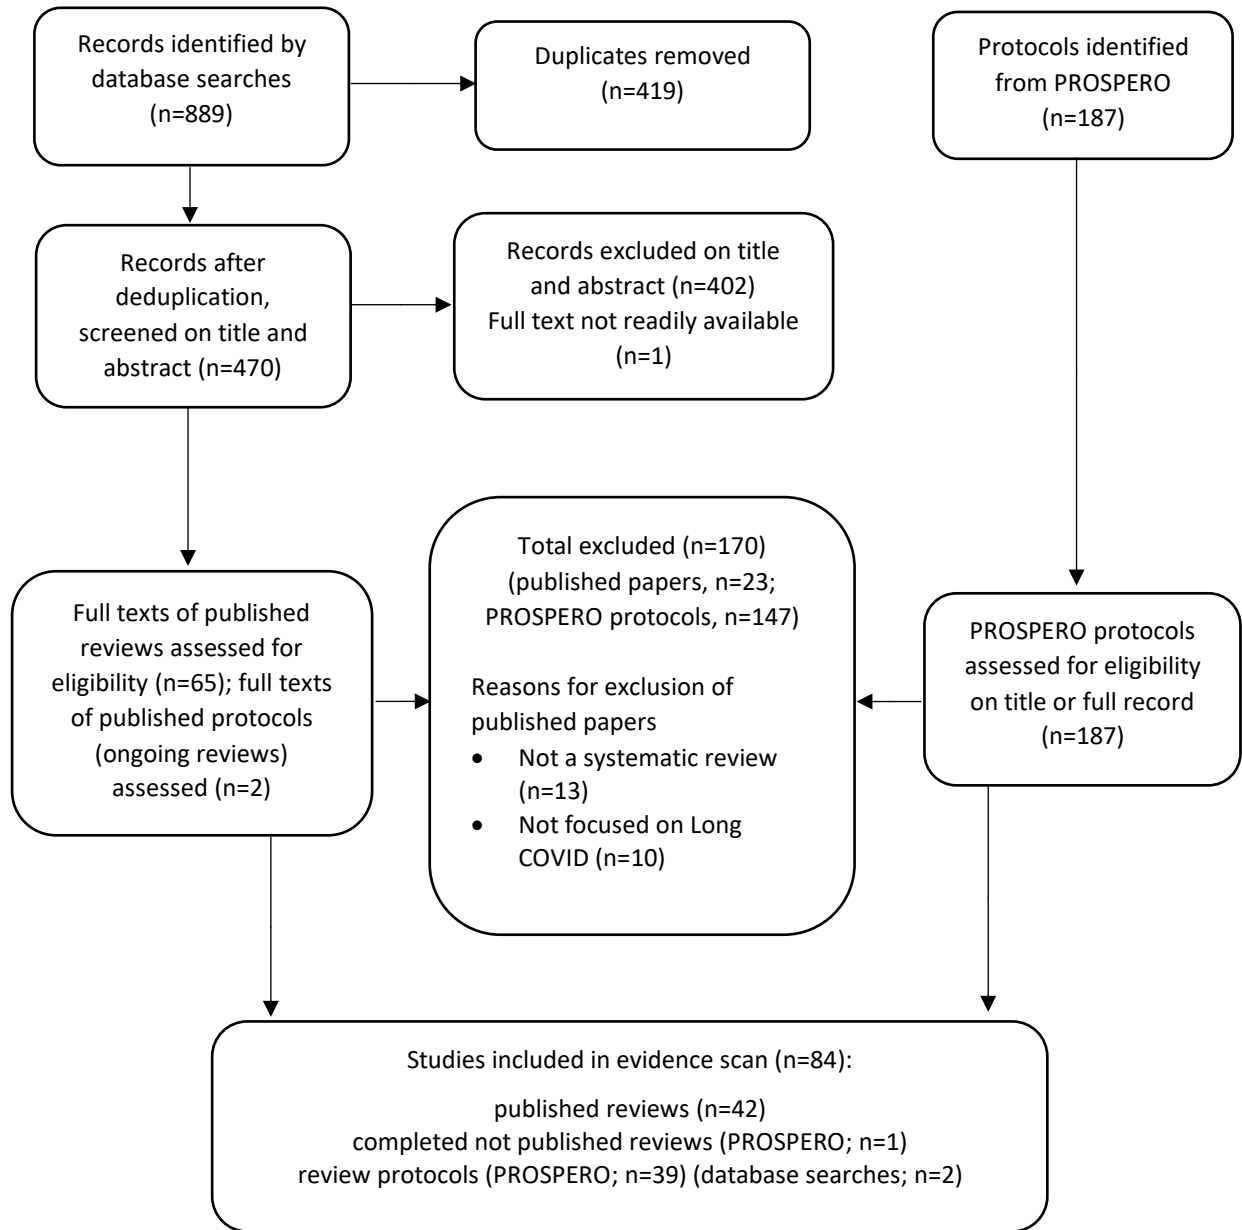 Records identified by
database searches
(n=889)
Duplicates removed
(n=419)
Protocols identified
from PROSPERO
(n=187)
Records after
deduplication,
screened on title and
abstract (n=470)
Records excluded on title
and abstract (n=402)
Full text not readily available
(n=1)
Full texts of published
reviews assessed for
eligibility (n=65); full texts
of published protocols
(ongoing reviews)
assessed (n=2)
Total excluded (n=170)
(published papers, n=23;
PROSPERO protocols, n=147)
Reasons for exclusion of
published papers
• Not a systematic review
(n=13)
• Not focused on Long
COVID (n=10)
PROSPERO protocols
assessed for eligibility
on title or full record
(n=187)
Studies included in evidence scan (n=84):
published reviews (n=42)
completed not published reviews (PROSPERO; n=1)
review protocols (PROSPERO; n=39) (database searches; n=2)